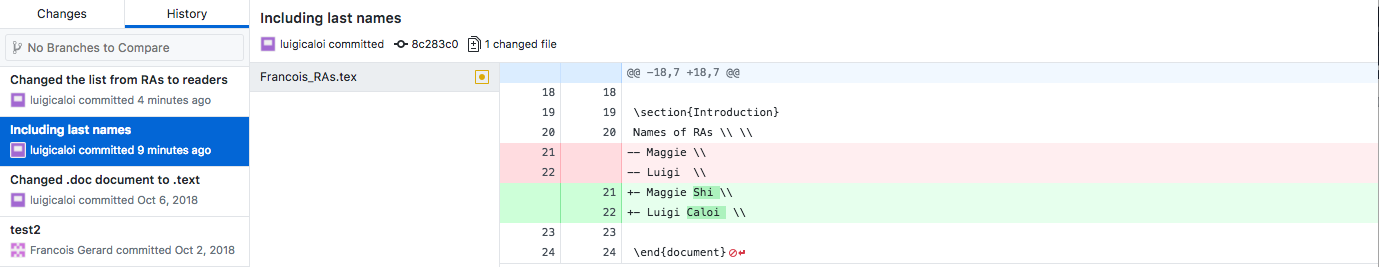 Changes History
No Branches to Compare
Changed the list from RAs to readers
luigicaloi committed 4 minutes ago
Including last names
luigicaloi committed 9 minutes ago
Changed .doc document to .text
luigicaloi committed Oct 6, 2018
test2
Francois Gerard committed Oct 2, 2018
Including last names
luigicaloi committed 8c283c0 1 changed file
Francois_RAs.tex
@@ -18,7 +18,7 @@
18 18
19 19 \section{Introduction}
20 20 Names of RAs \\ \\
21 -- Maggie \\
22 -- Luigi  \\
21 +- Maggie Shi \\
22 +- Luigi Caloi  \\
23 23
24 24 \end{document}